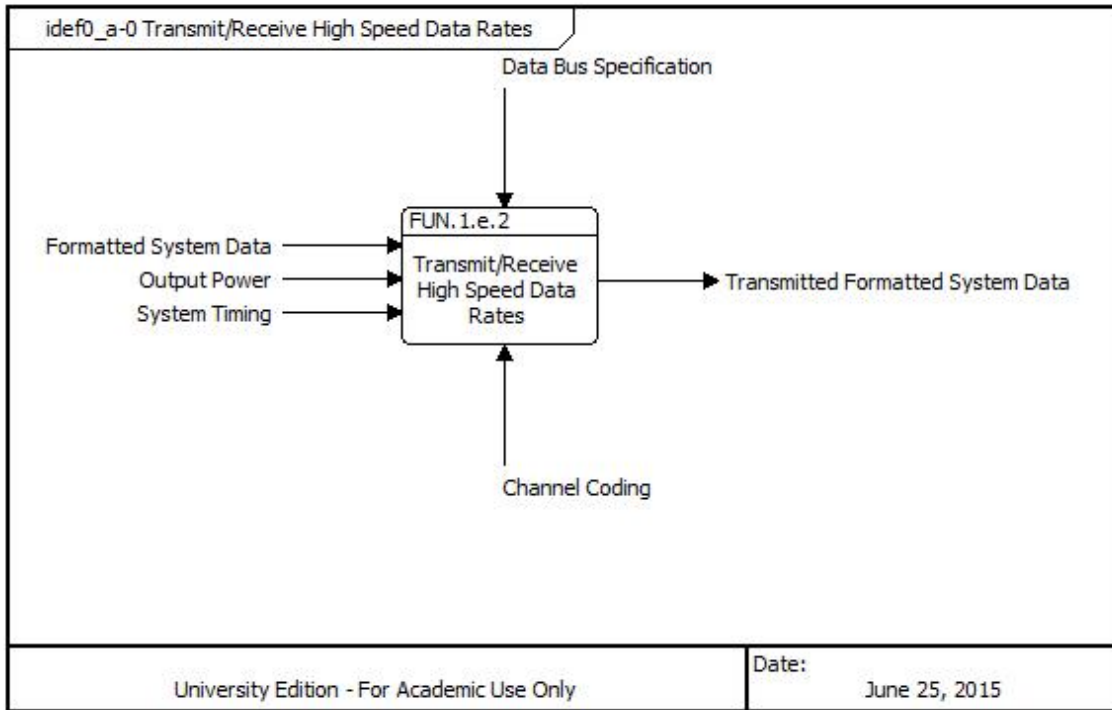 idef0_a-0 Transmit/Receive High Speed Data Rates
Data Bus Specification
FUN.1.e.2
Formatted System Data
Output Power
System Timing
Transmit/Receive
High Speed Data
Rates
Transmitted Formatted System Data
Channel Coding
University Edition - For Academic Use Only
Date:
June 25, 2015